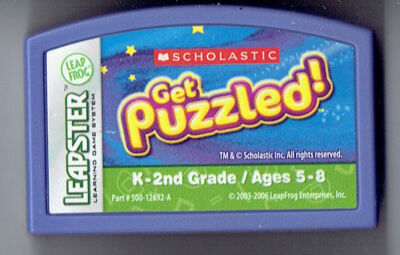 LEAP
FROG
LEAPSTER™
LEARNING GAME SYSTEM
SCHOLASTIC
Get
Puzzled!
TM & © Scholastic Inc. All rights reserved.
K-2nd Grade / Ages 5-8
Part # 500-12692-A
© 2003-2006 LeapFrog Enterprises, Inc.